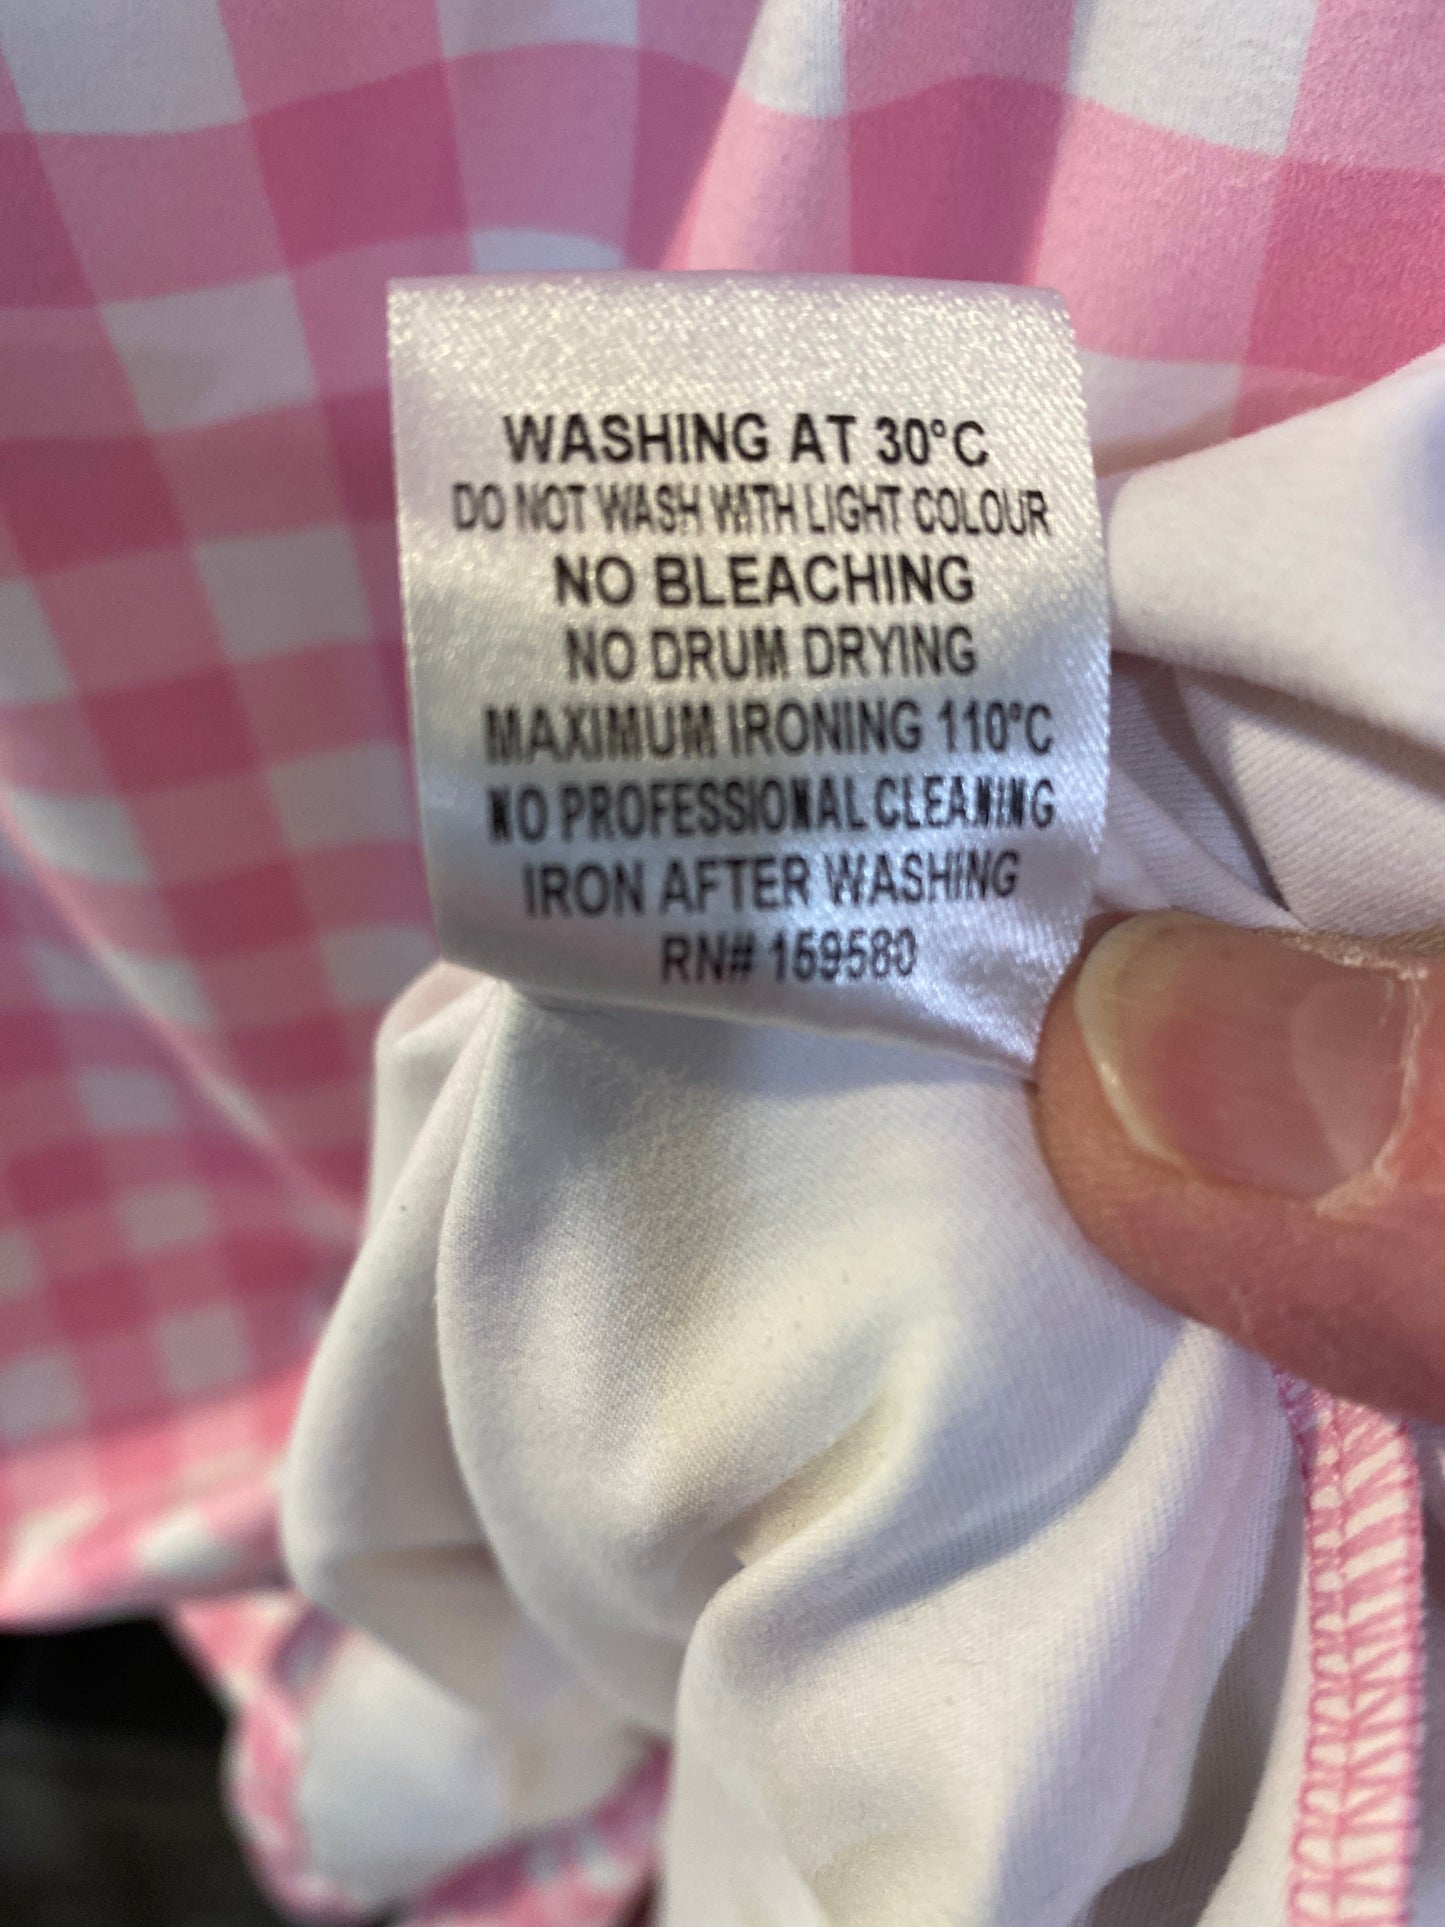 WASHING AT 30°C
DO NOT WASH WITH LIGHT COLOUR
NO BLEACHING
NO DRUM DRYING
MAXIMUM IRONING 110°C
NO PROFESSIONAL CLEANING
IRON AFTER WASHING
RN# 159580